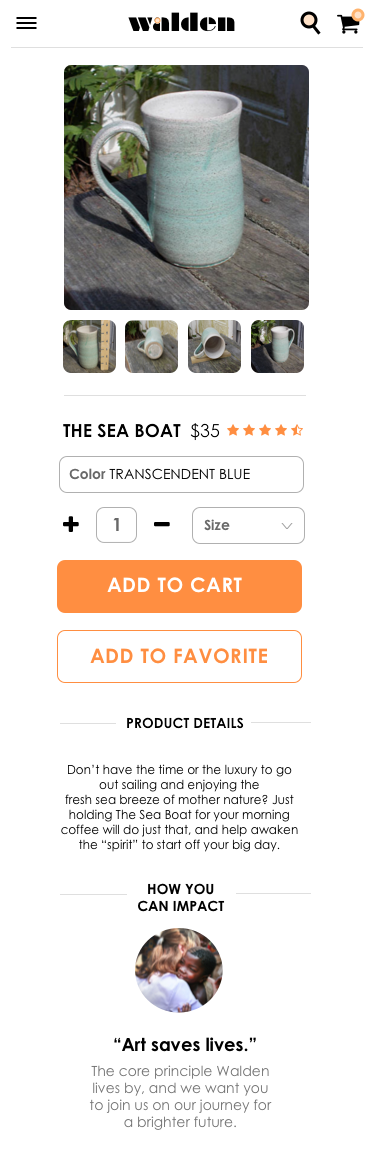 walden
THE SEA BOAT $35
Color TRANSCENDENT BLUE
1 Size
ADD TO CART
ADD TO FAVORITE
PRODUCT DETAILS
Don’t have the time or the luxury to go
out sailing and enjoying the
fresh sea breeze of mother nature? Just
holding The Sea Boat for your morning
coffee will do just that, and help awaken
the “spirit” to start off your big day.
HOW YOU
CAN IMPACT
“Art saves lives.”
The core principle Walden
lives by, and we want you
to join us on our journey for
a brighter future.